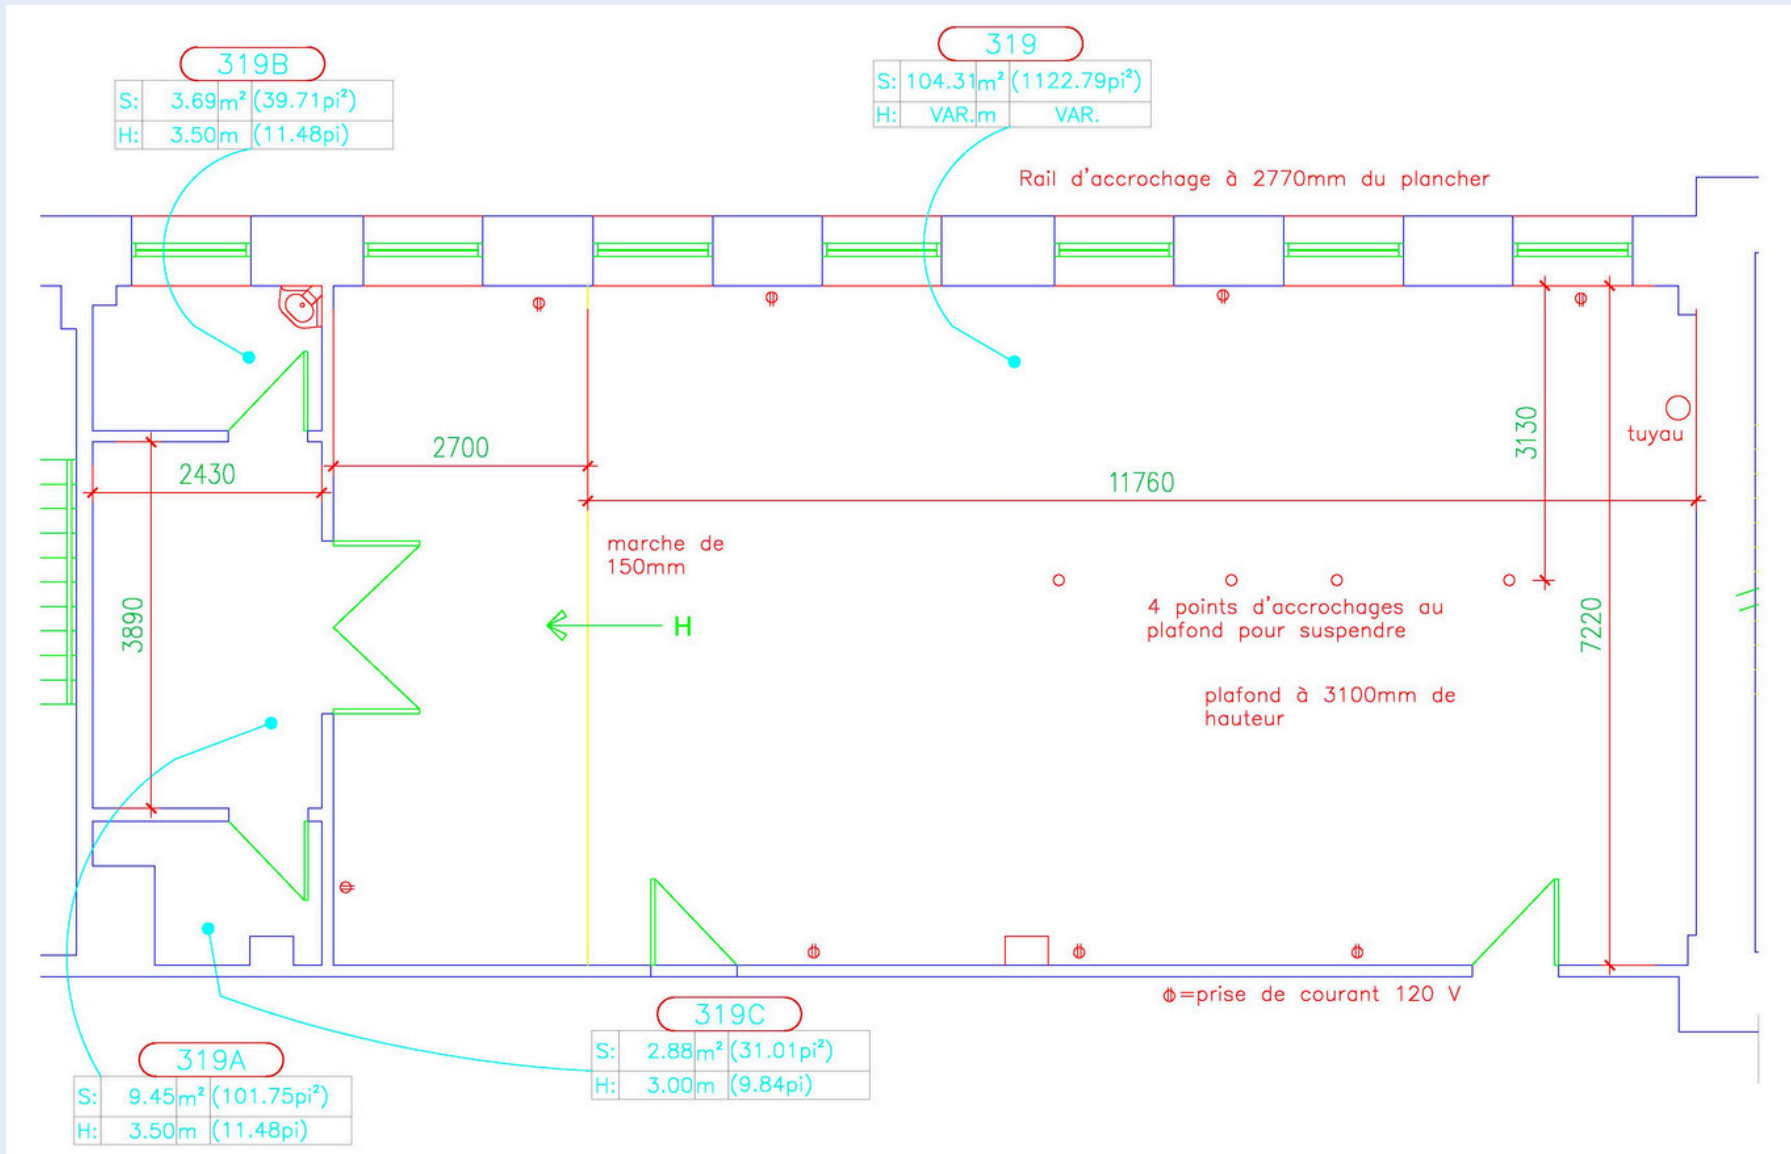 319B
S: 3.69 m² (39.71pi²)
H: 3.50 m (11.48pi)
319
S: 104.31 m² (1122.79pi²)
H: VAR. m VAR.
Rail d'accrochage à 2770mm du plancher
2700
2430
11760
3130
tuyau
marche de
150mm
H
3890
4 points d'accrochages au
plafond pour suspendre
7220
plafond à 3100mm de
hauteur
=prise de courant 120 V
319C
S: 2.88 m² (31.01pi²)
H: 3.00 m (9.84pi)
319A
S: 9.45 m² (101.75pi²)
H: 3.50 m (11.48pi)